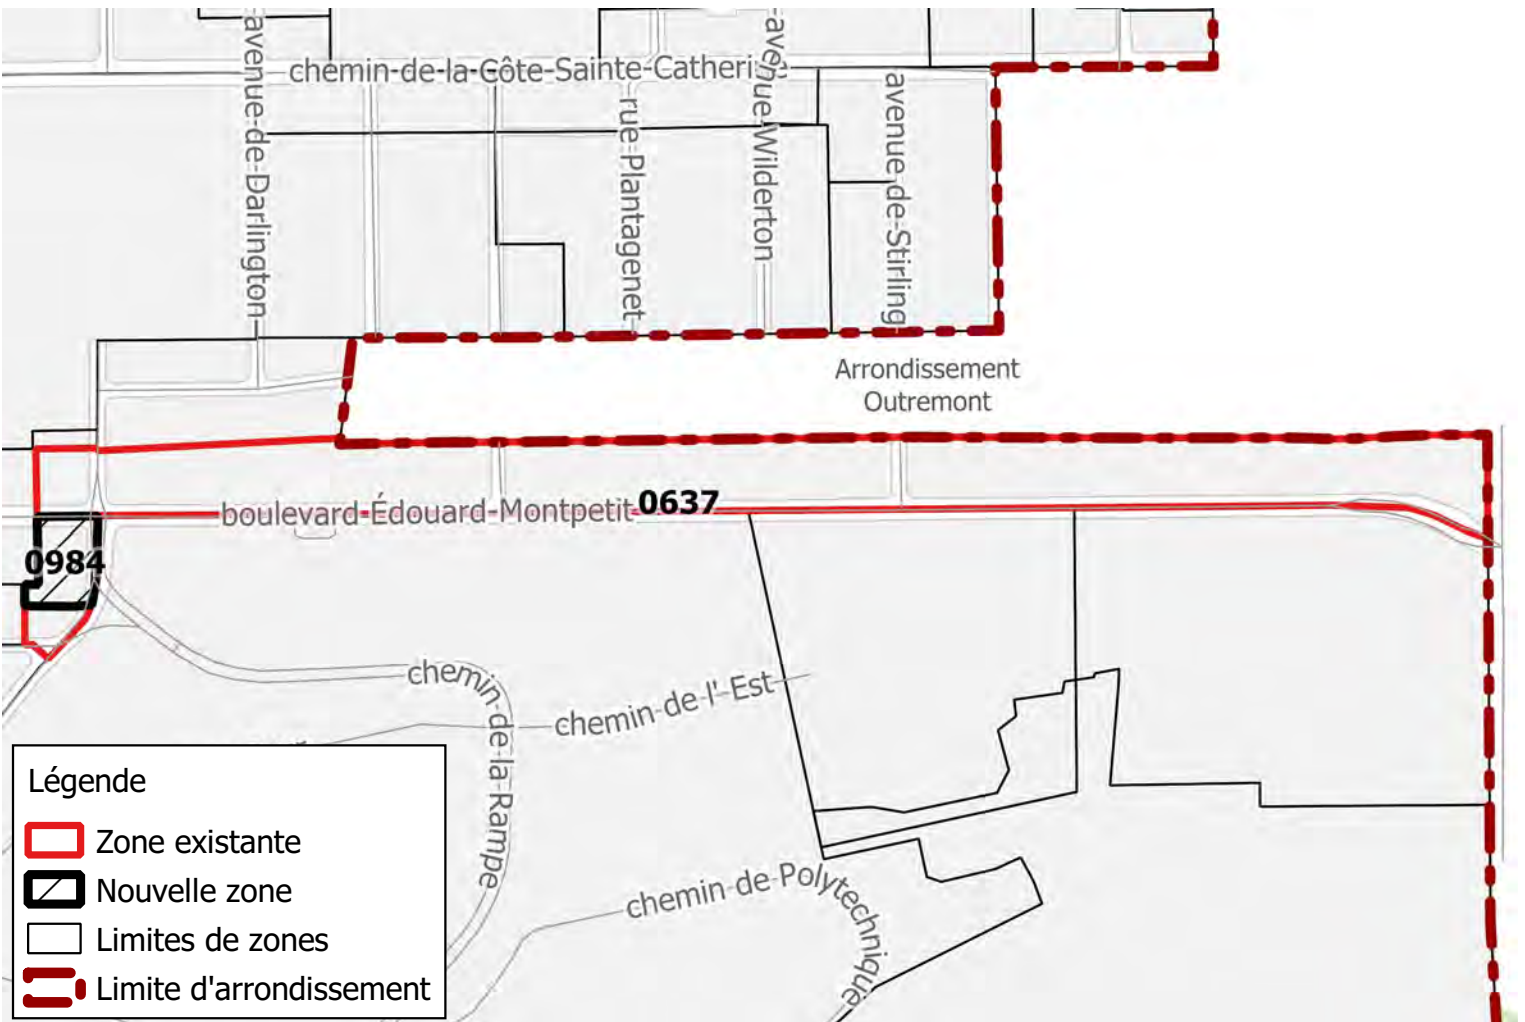 avenue-de-Darlington
chemin-de-la-Côte-Sainte-Catherine
rue-Plantagenet
avenue-Wilderton
avenue-de-Stirling
Arrondissement
Outremont
boulevard-Édouard-Montpetit
0637
0984
chemin-de-la-Rampe
chemin-de-l'-Est
chemin-de-Polytechnique
Légende
Zone existante
Nouvelle zone
Limites de zones
Limite d'arrondissement